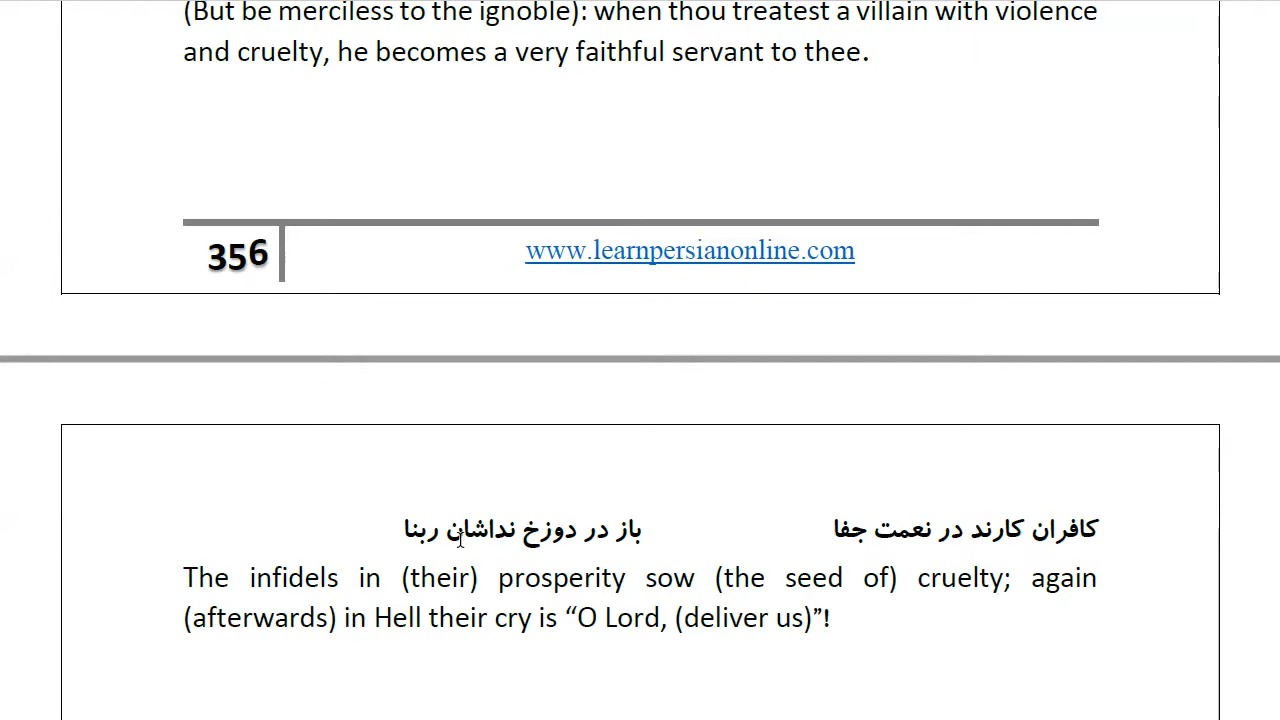 (But be merciless to the ignoble): when thou treatest a villain with violence
and cruelty, he becomes a very faithful servant to thee.
356
www.learnpersianonline.com
کافران کارند در نعمت جفا باز در دوزخ نداشان ربنا
The infidels in (their) prosperity sow (the seed of) cruelty; again
(afterwards) in Hell their cry is “O Lord, (deliver us)”!